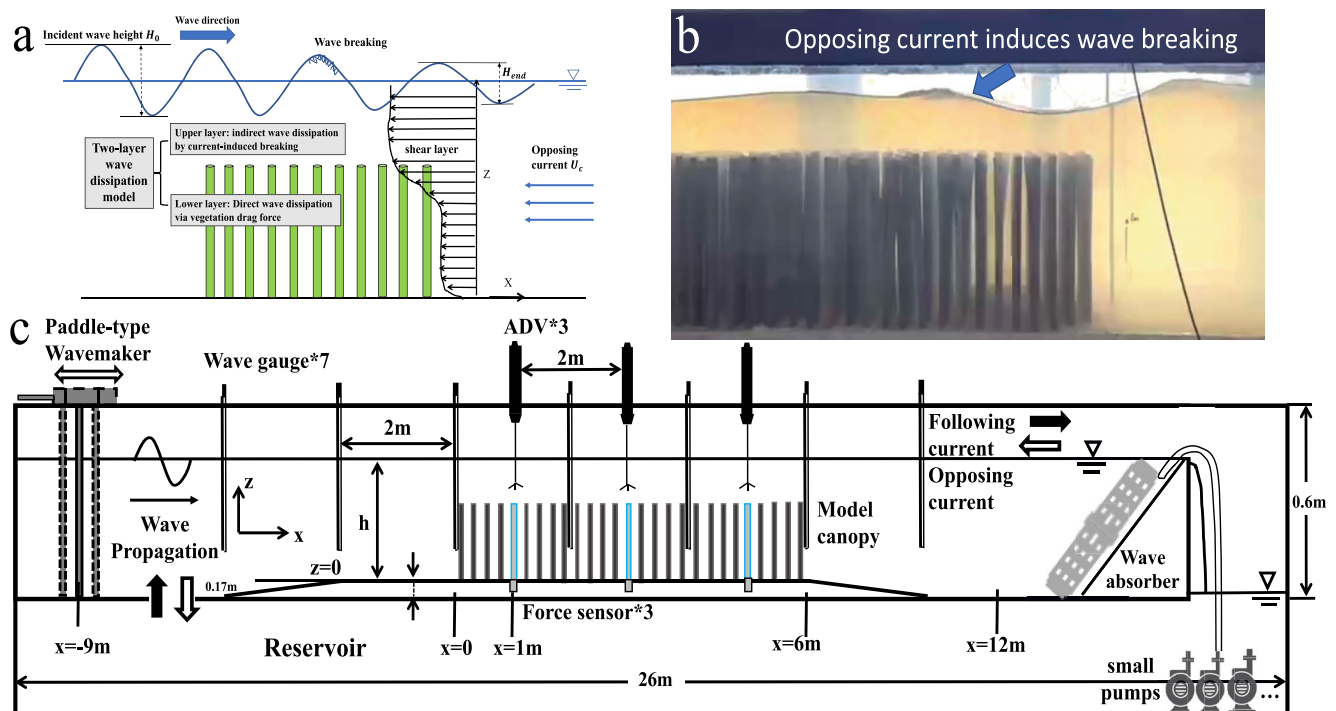 a
Wave direction
Incident wave height H0
Wave breaking
Hend
Two-layer
wave
dissipation
model
Upper layer: indirect wave dissipation
by current-induced breaking
Lower layer: Direct wave dissipation
via vegetation drag force
shear layer
Z
Opposing
current Uc
X
b
Opposing current induces wave breaking
c
Paddle-type
Wavemaker
Wave gauge*7
ADV*3
2m
2m
Following
current
Opposing
current
z
x
h
Wave
Propagation
z=0
0.17m
Model
canopy
Wave
absorber
0.6m
Force sensor*3
x=-9m
Reservoir
x=0
x=1m
x=6m
x=12m
26m
small
pumps
...